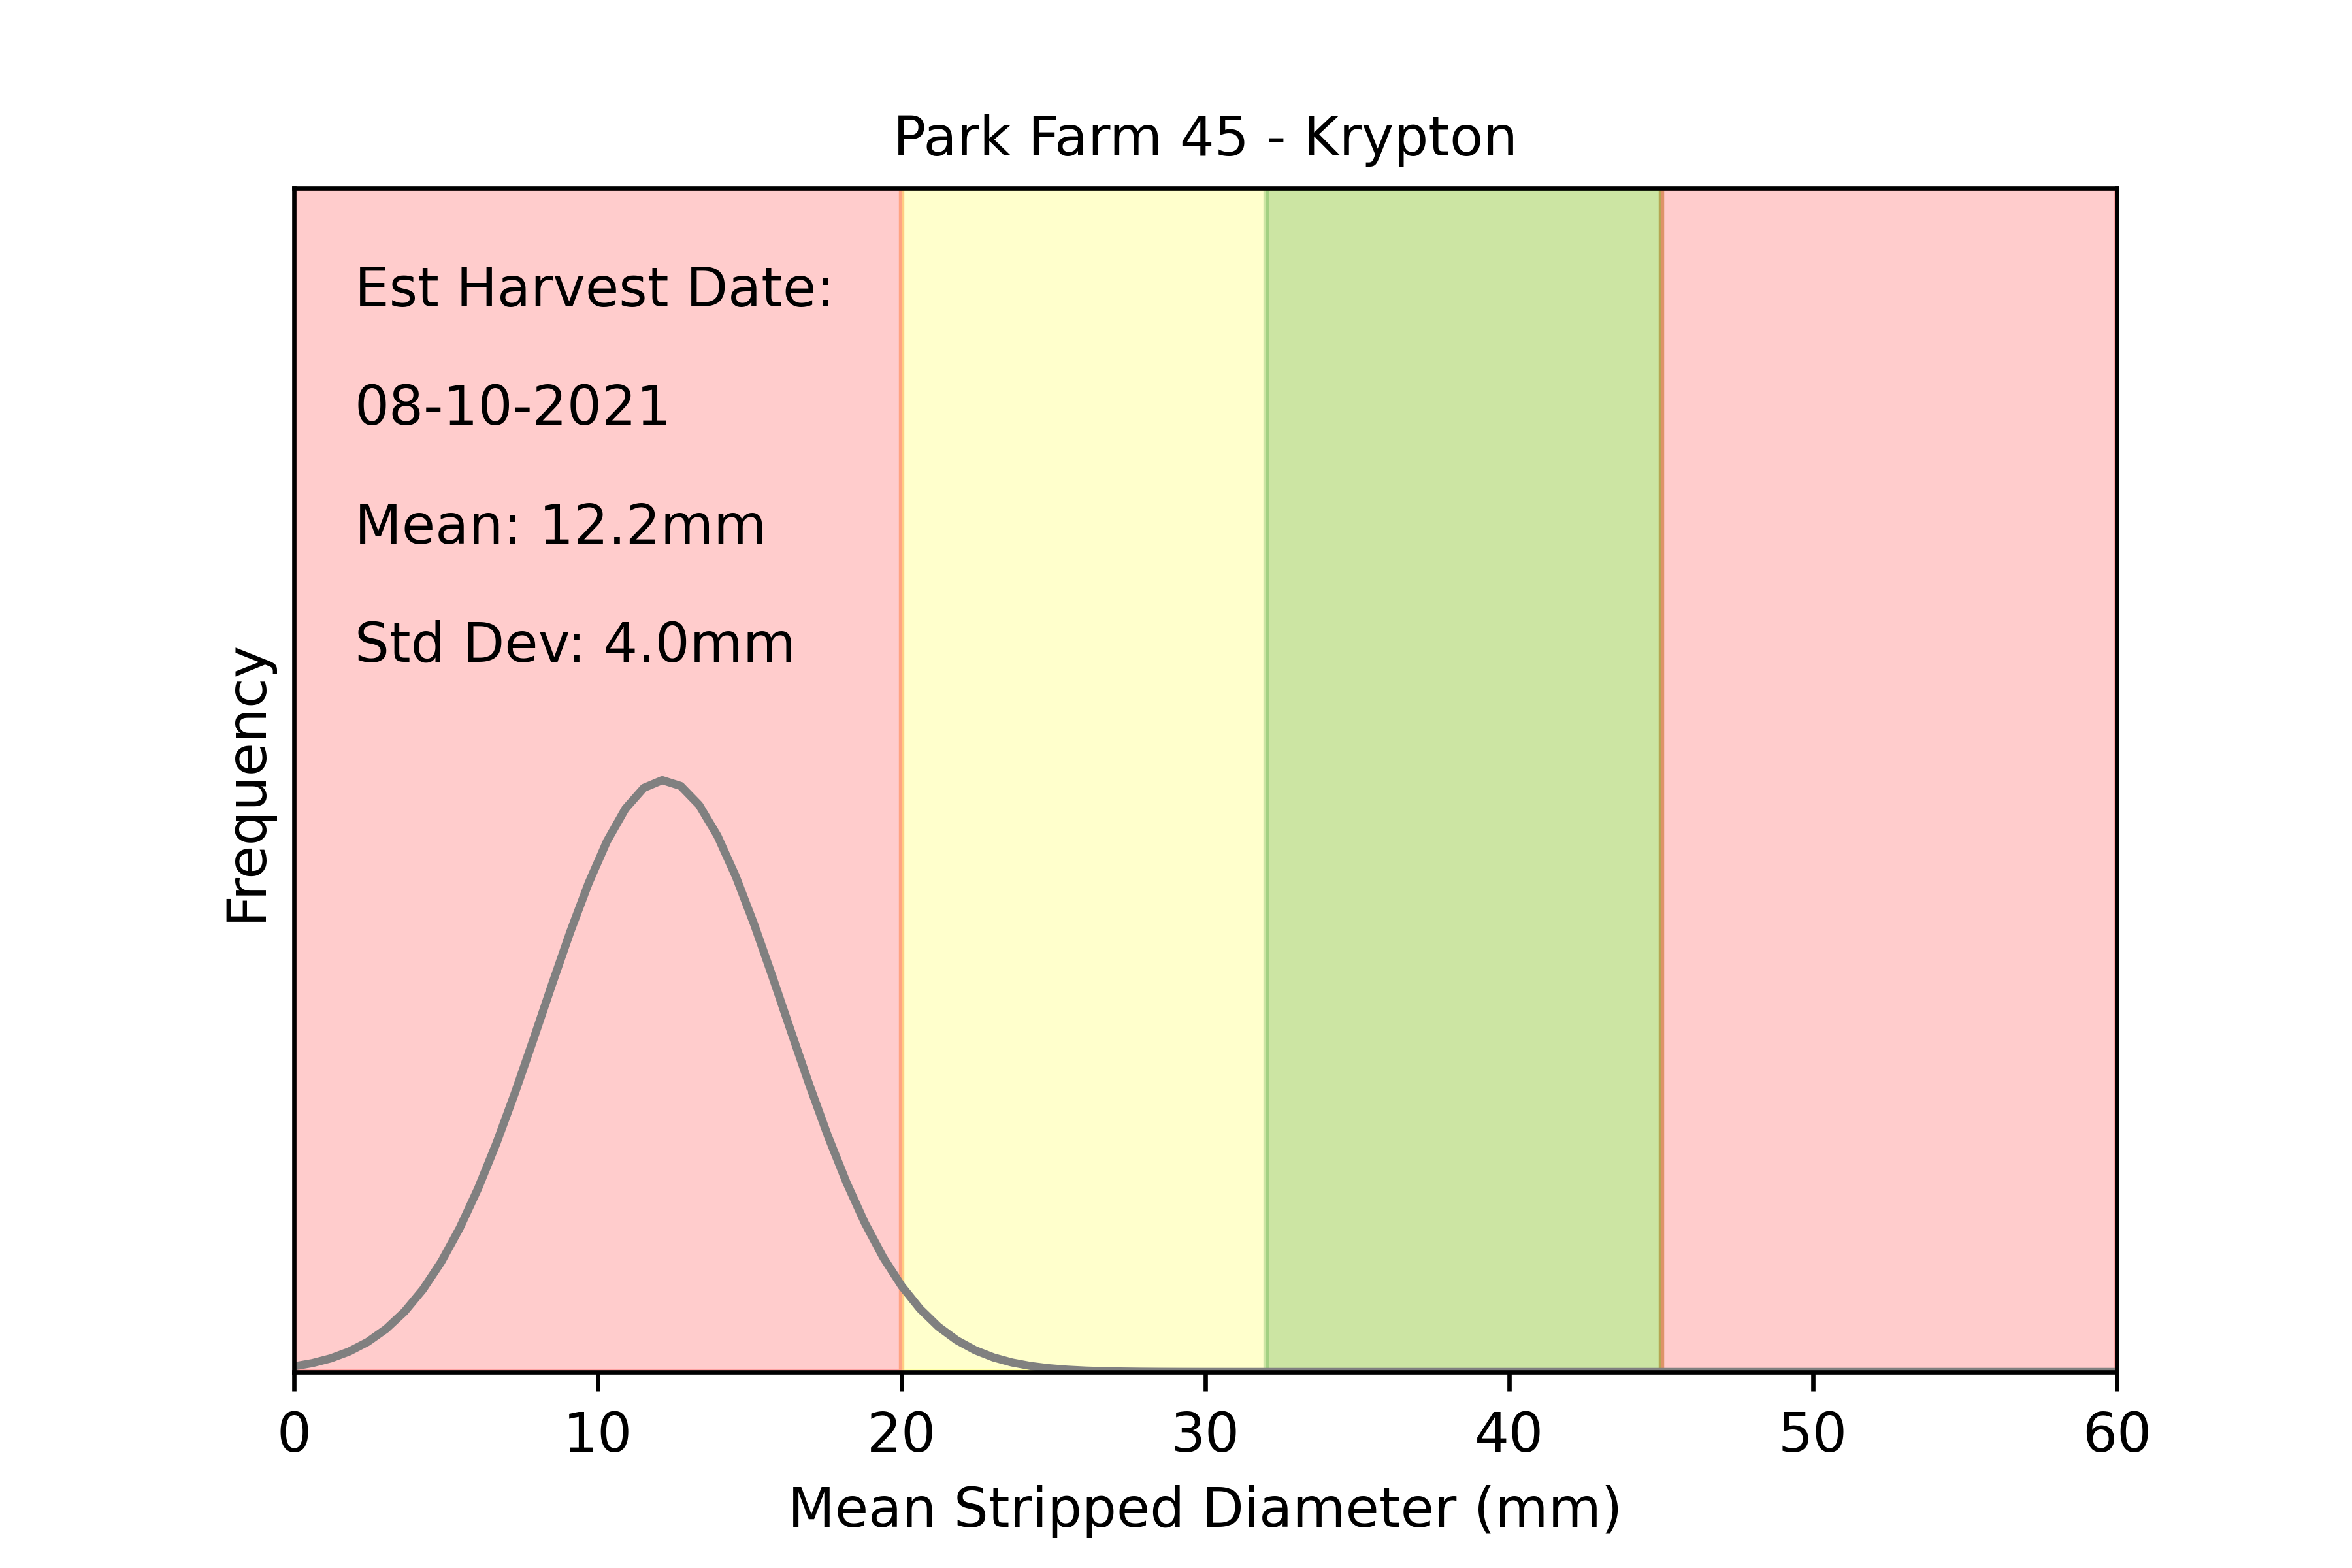 Park Farm 45 - Krypton
Est Harvest Date:
08-10-2021
Mean: 12.2mm
Std Dev: 4.0mm
Frequency
0 10 20 30 40 50 60
Mean Stripped Diameter (mm)